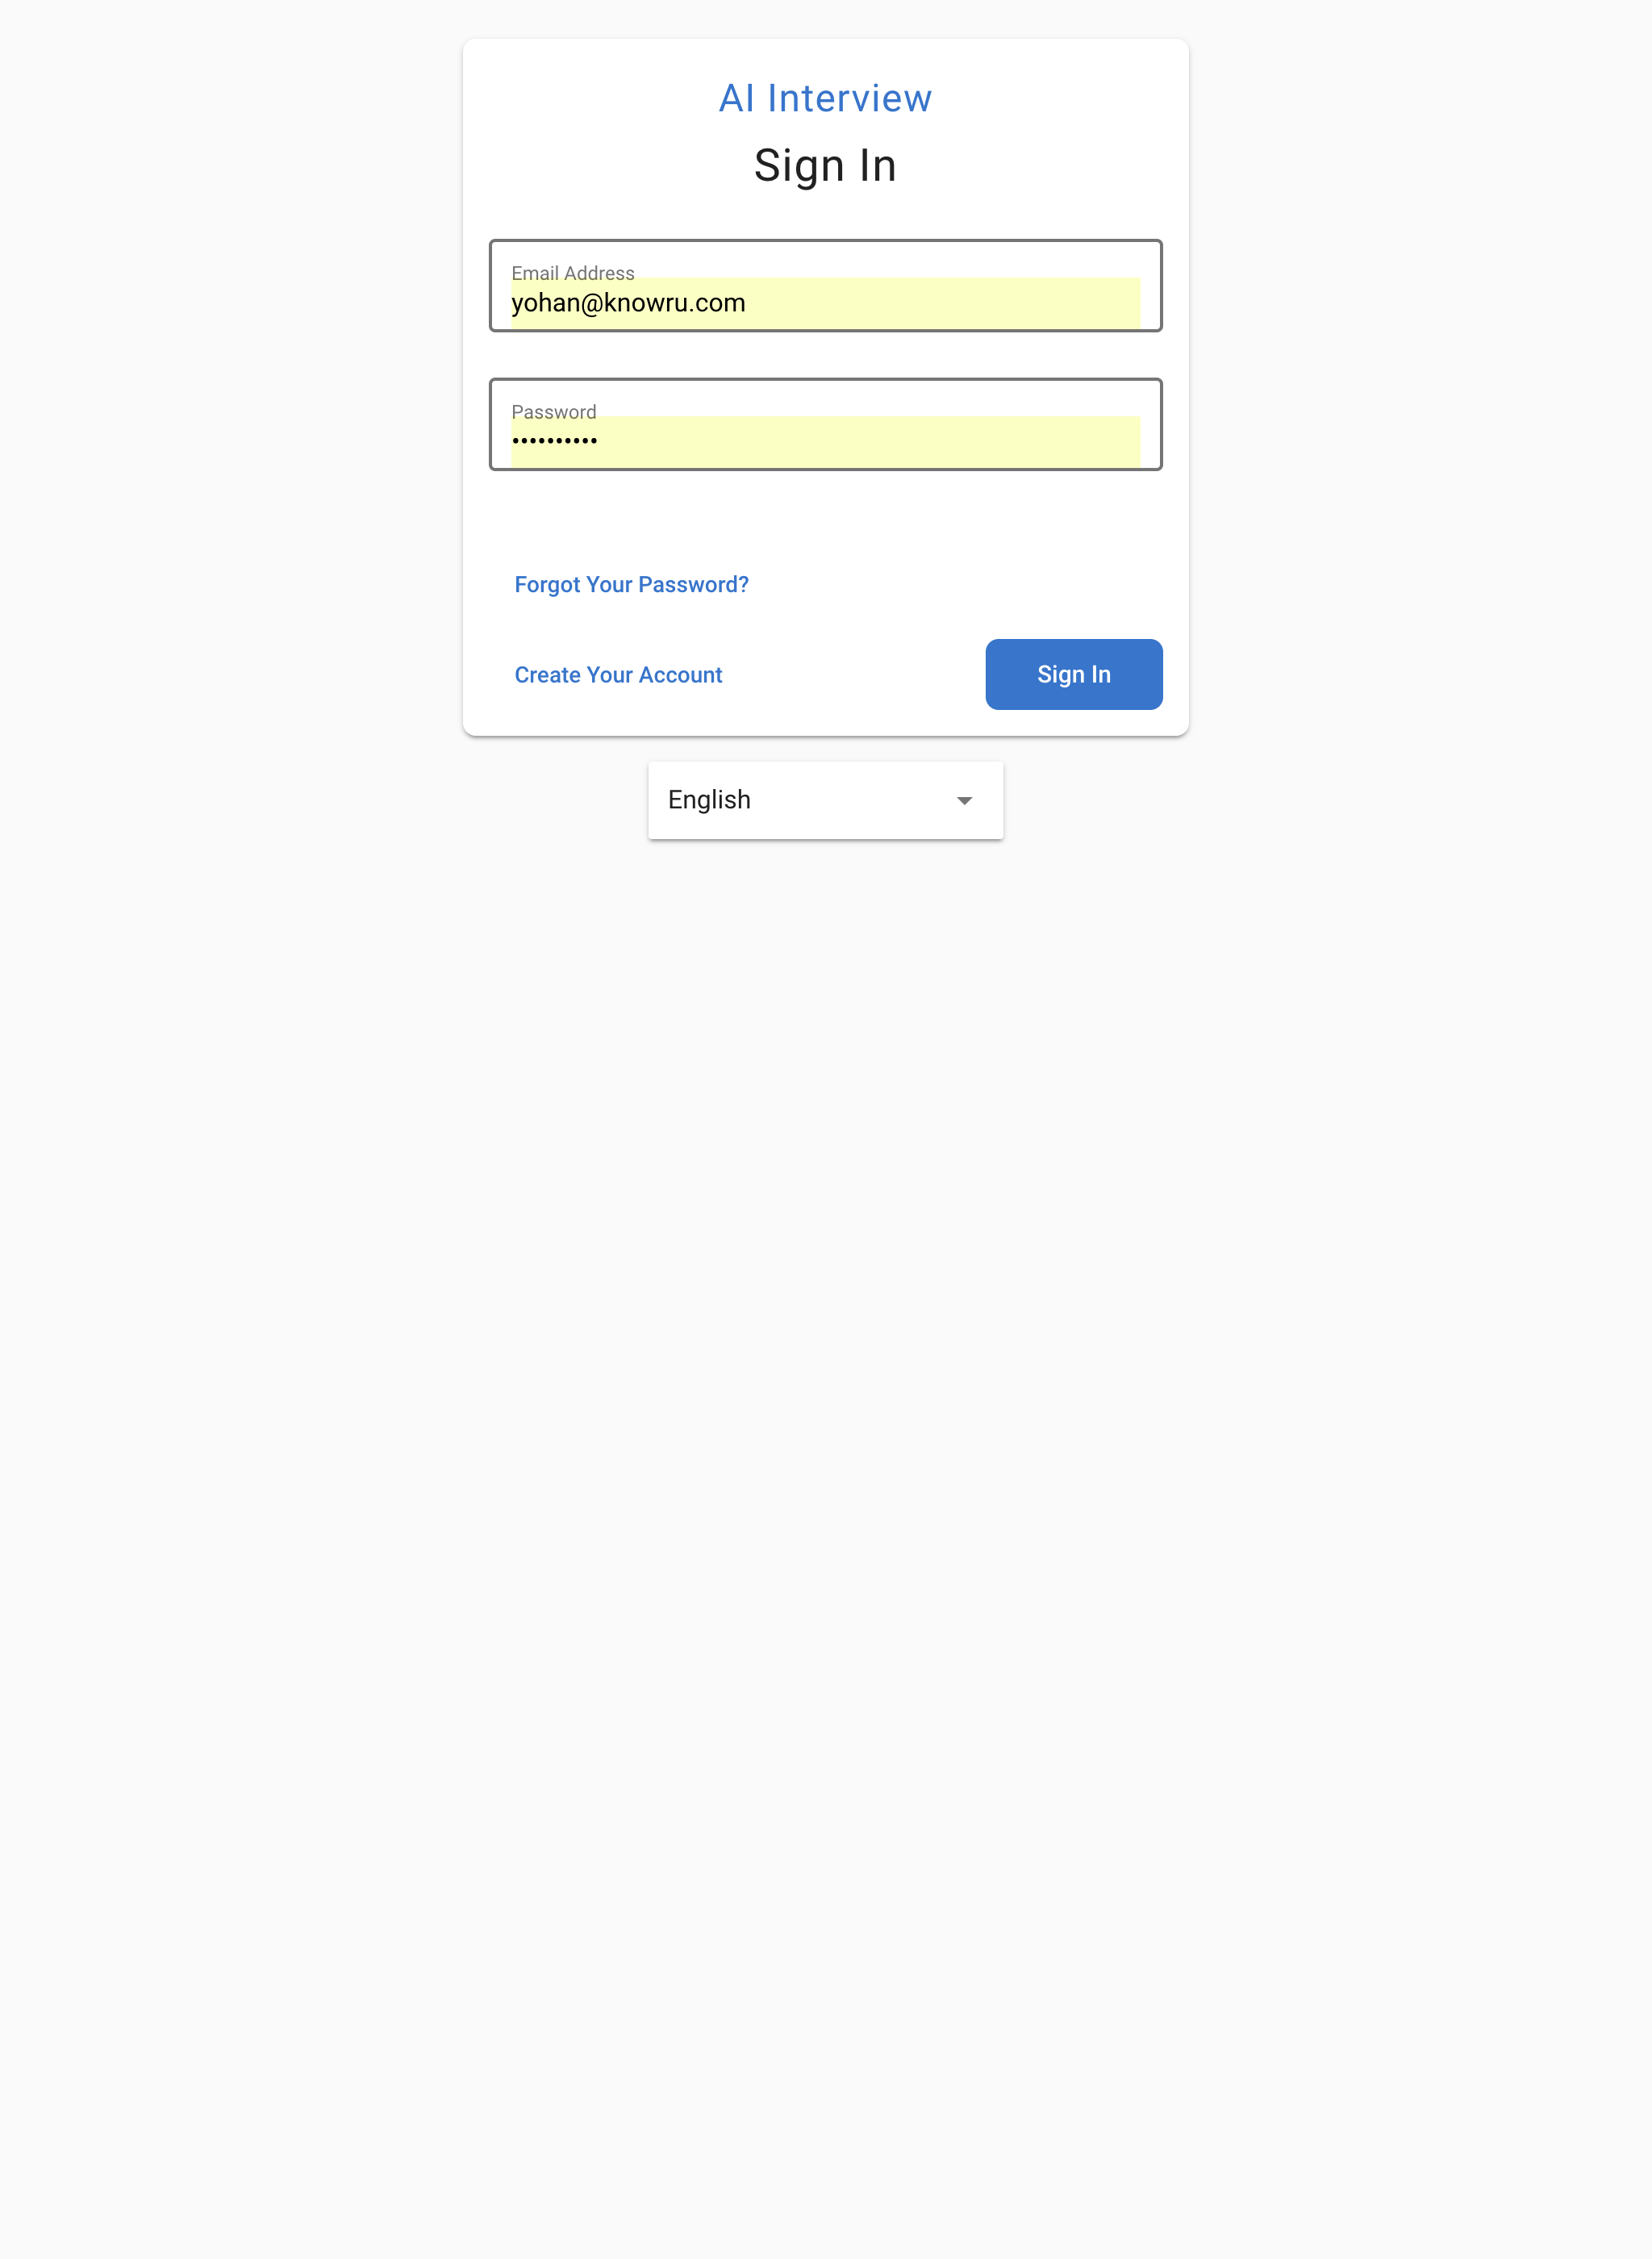 AI Interview
Sign In
Email Address
yohan@knowru.com
Password
••••••••••
Forgot Your Password?
Create Your Account
Sign In
English